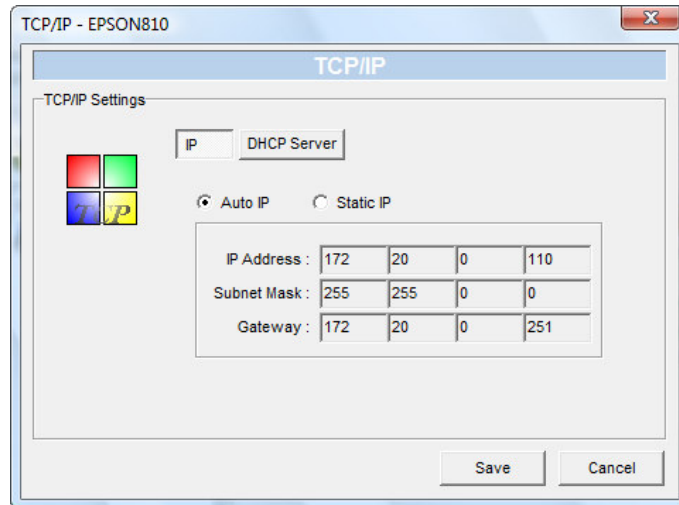 TCP/IP - EPSON810
TCP/IP
TCP/IP Settings
IP DHCP Server
TCP
Auto IP Static IP
IP Address : 172 20 0 110
Subnet Mask : 255 255 0 0
Gateway : 172 20 0 251
Save Cancel